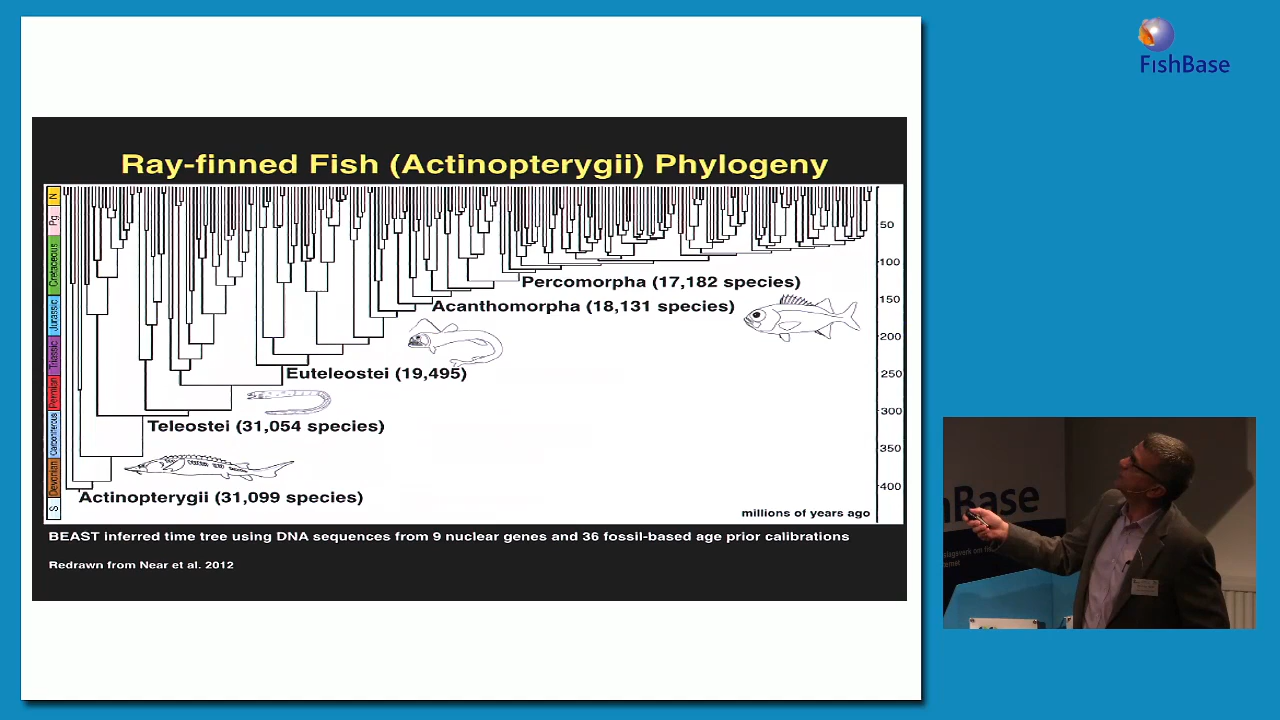 FishBase
Ray-finned Fish (Actinopterygii) Phylogeny
N
Pg
Cretaceous
Jurassic
Triassic
Permian
Carboniferous
Devonian
S
50
100
150
200
250
300
350
400
Percomorpha (17,182 species)
Acanthomorpha (18,131 species)
Euteleostei (19,495)
Teleostei (31,054 species)
Actinopterygii (31,099 species)
millions of years ago
BEAST inferred time tree using DNA sequences from 9 nuclear genes and 36 fossil-based age prior calibrations
Redrawn from Near et al. 2012
hBase